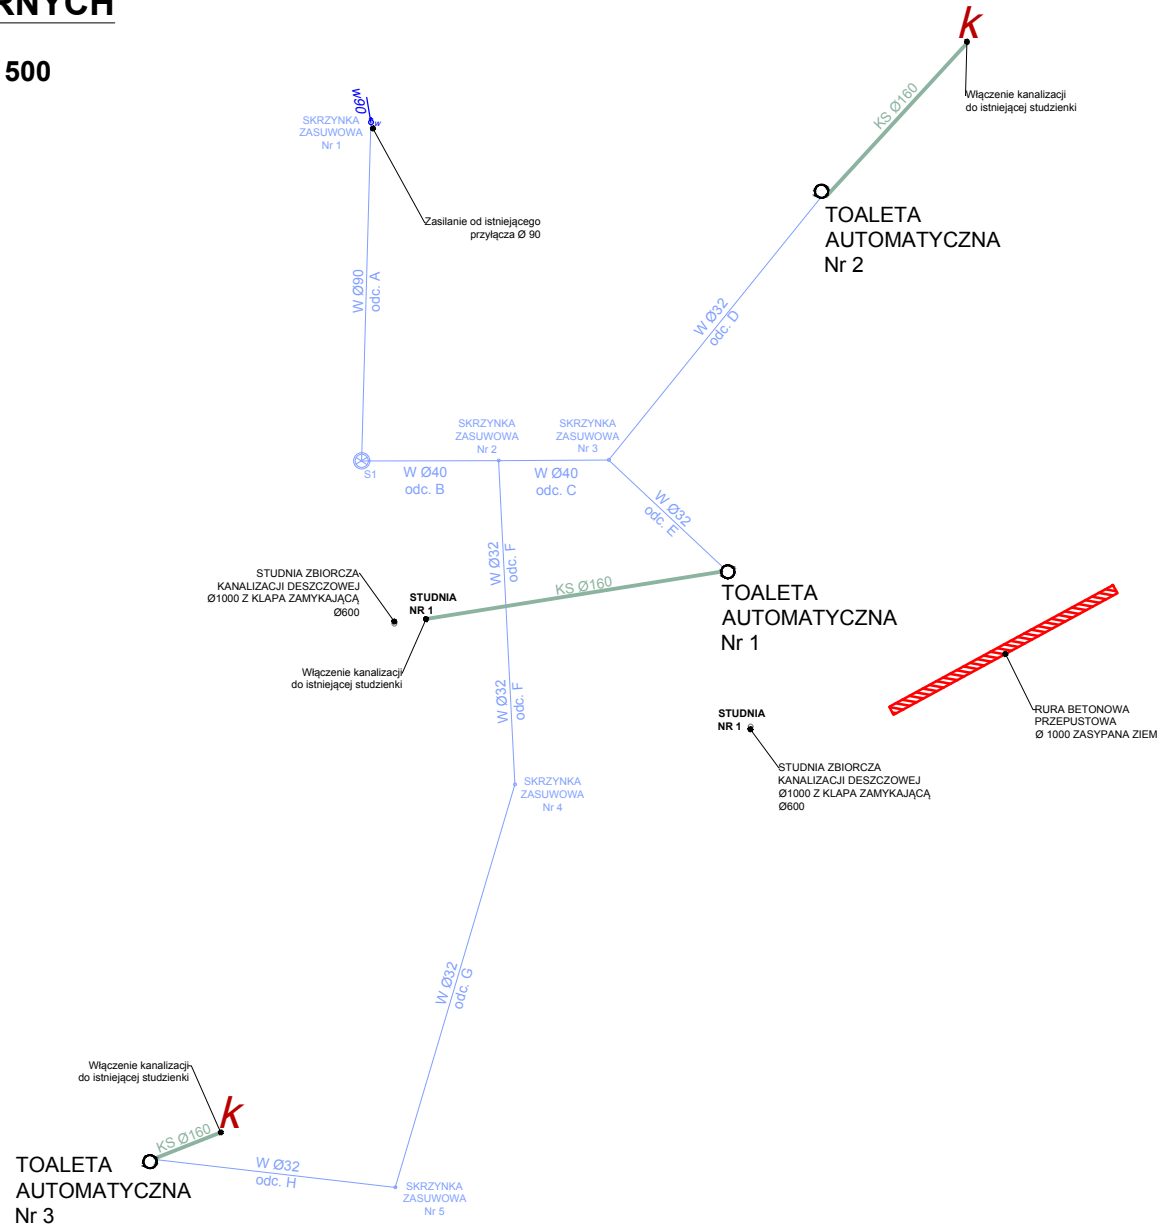 RNYCH
500
k
Włączenie kanalizacji
do istniejącej studzienki
KS Ø160
w90
w
SKRZYNKA
ZASUWOWA
Nr 1
Zasilanie od istniejącego
przyłącza Ø 90
TOALETA
AUTOMATYCZNA
Nr 2
W Ø90
odc. A
W Ø32
odc. D
SKRZYNKA
ZASUWOWA
Nr 2
SKRZYNKA
ZASUWOWA
Nr 3
S1
W Ø40
odc. B
W Ø40
odc. C
W Ø32
odc. E
W Ø32
odc. F
STUDNIA ZBIORCZA
KANALIZACJI DESZCZOWEJ
Ø1000 Z KLAPA ZAMYKAJĄCĄ
Ø600
STUDNIA
NR 1
KS Ø160
TOALETA
AUTOMATYCZNA
Nr 1
Włączenie kanalizacji
do istniejącej studzienki
W Ø32
odc. F
STUDNIA
NR 1
RURA BETONOWA
PRZEPUSTOWA
Ø 1000 ZASYPANA ZIEM
STUDNIA ZBIORCZA
KANALIZACJI DESZCZOWEJ
Ø1000 Z KLAPA ZAMYKAJĄCĄ
Ø600
SKRZYNKA
ZASUWOWA
Nr 4
W Ø32
odc. G
Włączenie kanalizacji
do istniejącej studzienki
k
KS Ø160
TOALETA
AUTOMATYCZNA
Nr 3
W Ø32
odc. H
SKRZYNKA
ZASUWOWA
Nr 5